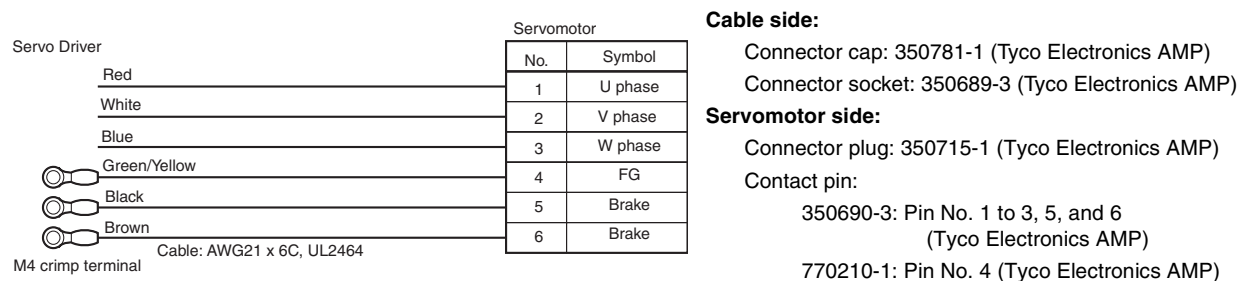 Servo Driver
Servomotor
No. Symbol
Red
1 U phase
White
2 V phase
Blue
3 W phase
Green/Yellow
4 FG
Black
5 Brake
Brown
6 Brake
Cable: AWG21 x 6C, UL2464
M4 crimp terminal
Cable side:
Connector cap: 350781-1 (Tyco Electronics AMP)
Connector socket: 350689-3 (Tyco Electronics AMP)
Servomotor side:
Connector plug: 350715-1 (Tyco Electronics AMP)
Contact pin:
350690-3: Pin No. 1 to 3, 5, and 6
(Tyco Electronics AMP)
770210-1: Pin No. 4 (Tyco Electronics AMP)